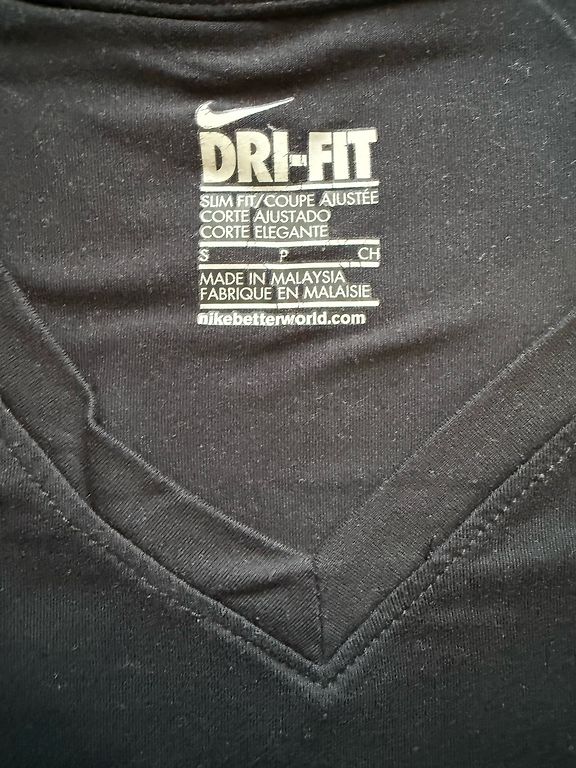 DRI-FIT
SLIM FIT/COUPE AJUSTÉE
CORTE AJUSTADO
CORTE ELEGANTE
S P CH
MADE IN MALAYSIA
FABRIQUE EN MALAISIE
nikebetterworld.com